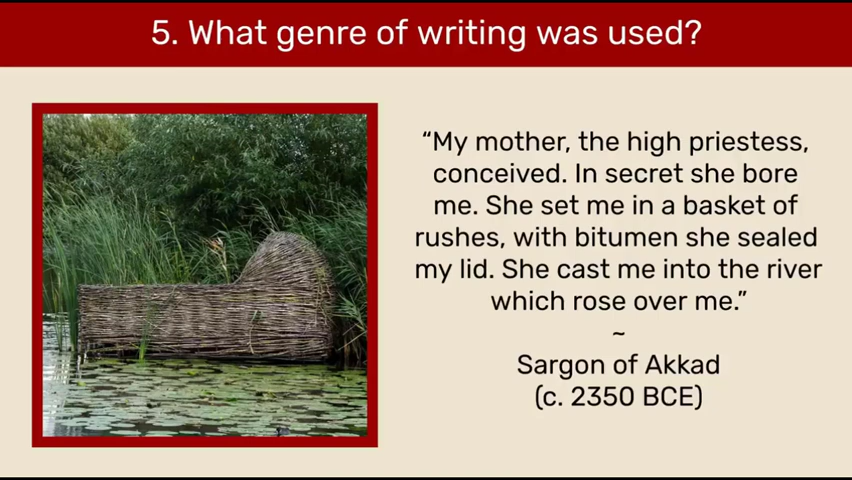 5. What genre of writing was used?
“My mother, the high priestess,
conceived. In secret she bore
me. She set me in a basket of
rushes, with bitumen she sealed
my lid. She cast me into the river
which rose over me.”
~
Sargon of Akkad
(c. 2350 BCE)